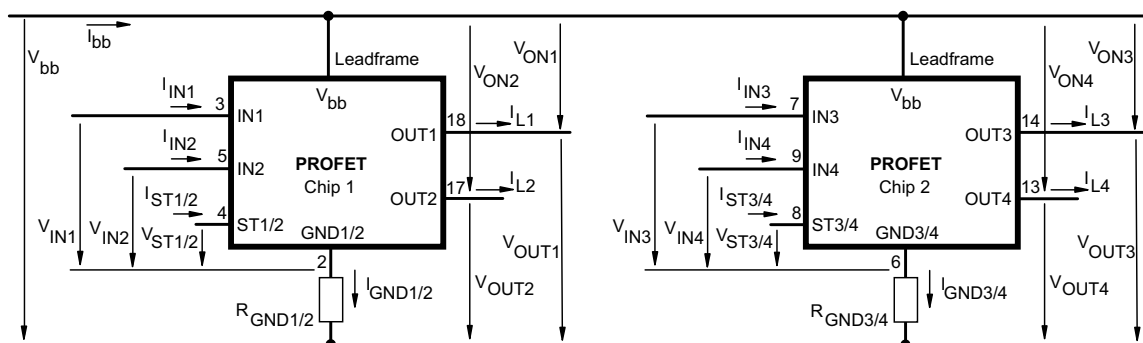 Ibb
Vbb
Leadframe
Vbb
VON1
VON2
IIN1
3
IN1
IIN2
5
IN2
IST1/2
4
ST1/2
PROFET
Chip 1
GND1/2
18
OUT1
IL1
17
OUT2
IL2
VIN1
VIN2
VST1/2
2
IGND1/2
RGND1/2
VOUT1
VOUT2
Leadframe
Vbb
VON3
VON4
IIN3
7
IN3
IIN4
9
IN4
IST3/4
8
ST3/4
PROFET
Chip 2
GND3/4
14
OUT3
IL3
13
OUT4
IL4
VIN3
VIN4
VST3/4
6
IGND3/4
RGND3/4
VOUT3
VOUT4